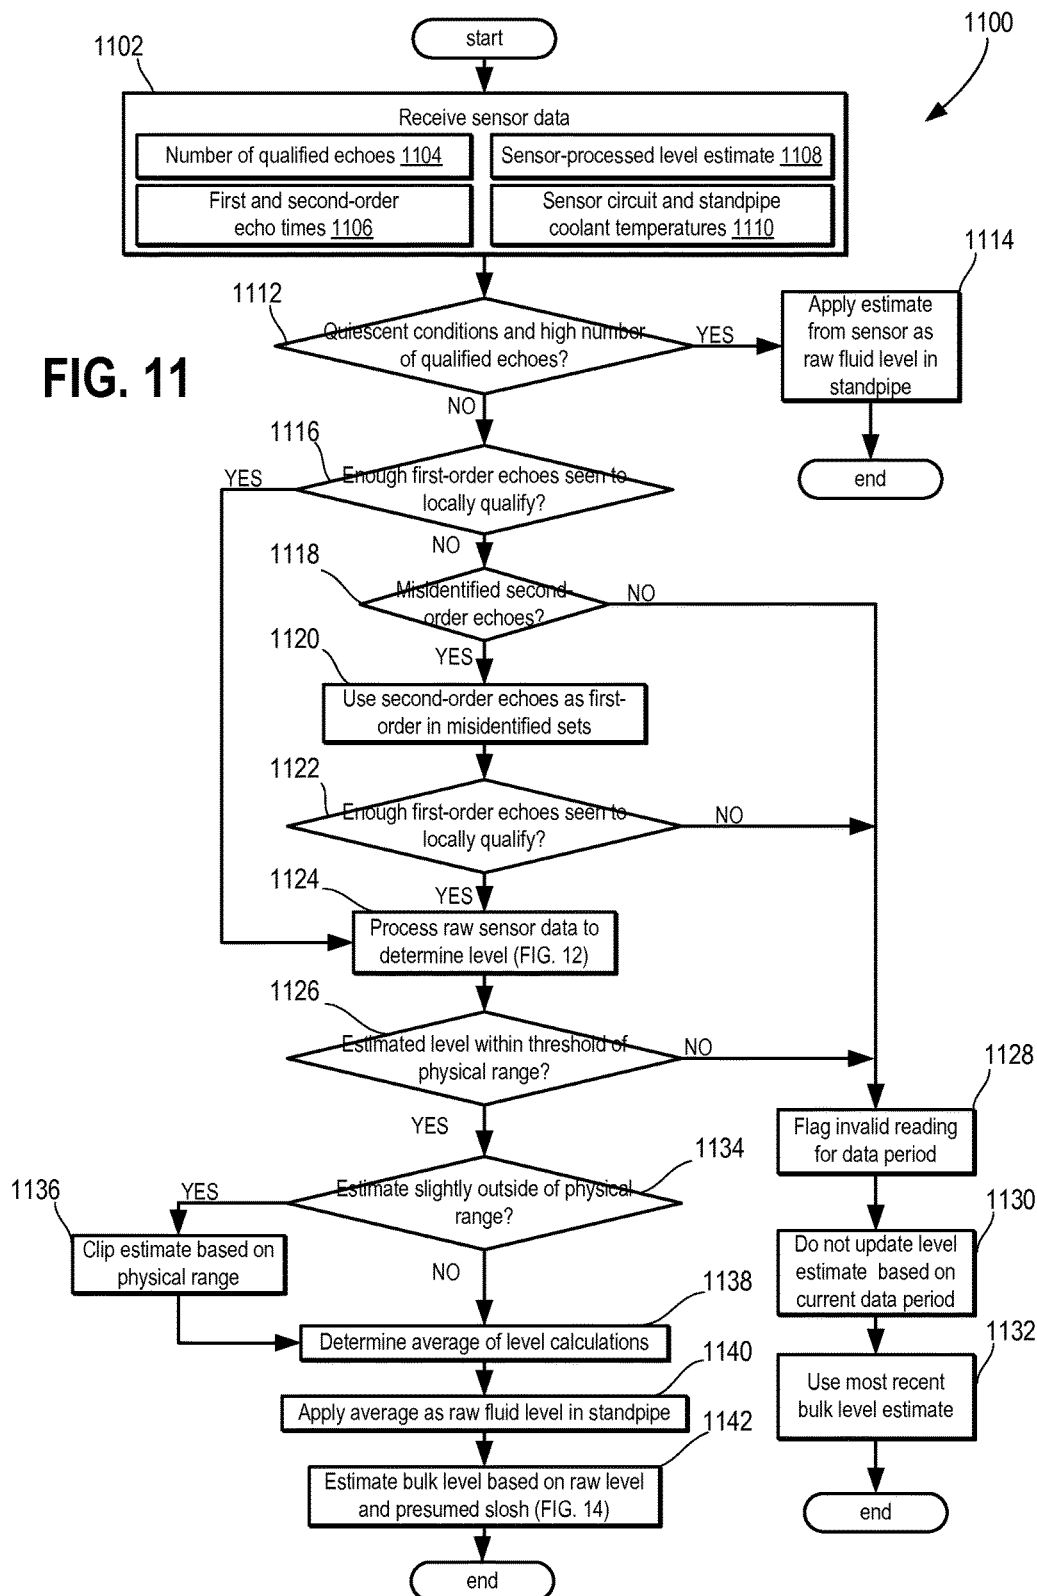 start
1100
1102
Receive sensor data
Number of qualified echoes 1104
Sensor-processed level estimate 1108
First and second-order
echo times 1106
Sensor circuit and standpipe
coolant temperatures 1110
1114
1112
Quiescent conditions and high number
of qualified echoes?
YES
Apply estimate
from sensor as
raw fluid level in
standpipe
FIG. 11
NO
end
1116
YES
Enough first-order echoes seen to
locally qualify?
NO
1118
Misidentified second-
order echoes?
NO
YES
1120
Use second-order echoes as first-
order in misidentified sets
1122
Enough first-order echoes seen to
locally qualify?
NO
YES
1124
Process raw sensor data to
determine level (FIG. 12)
1126
Estimated level within threshold of
physical range?
NO
1128
Flag invalid reading
for data period
YES
1134
Estimate slightly outside of physical
range?
YES
1136
Clip estimate based on
physical range
NO
1130
Do not update level
estimate based on
current data period
1138
Determine average of level calculations
1132
Use most recent
bulk level estimate
1140
Apply average as raw fluid level in standpipe
1142
Estimate bulk level based on raw level
and presumed slosh (FIG. 14)
end
end